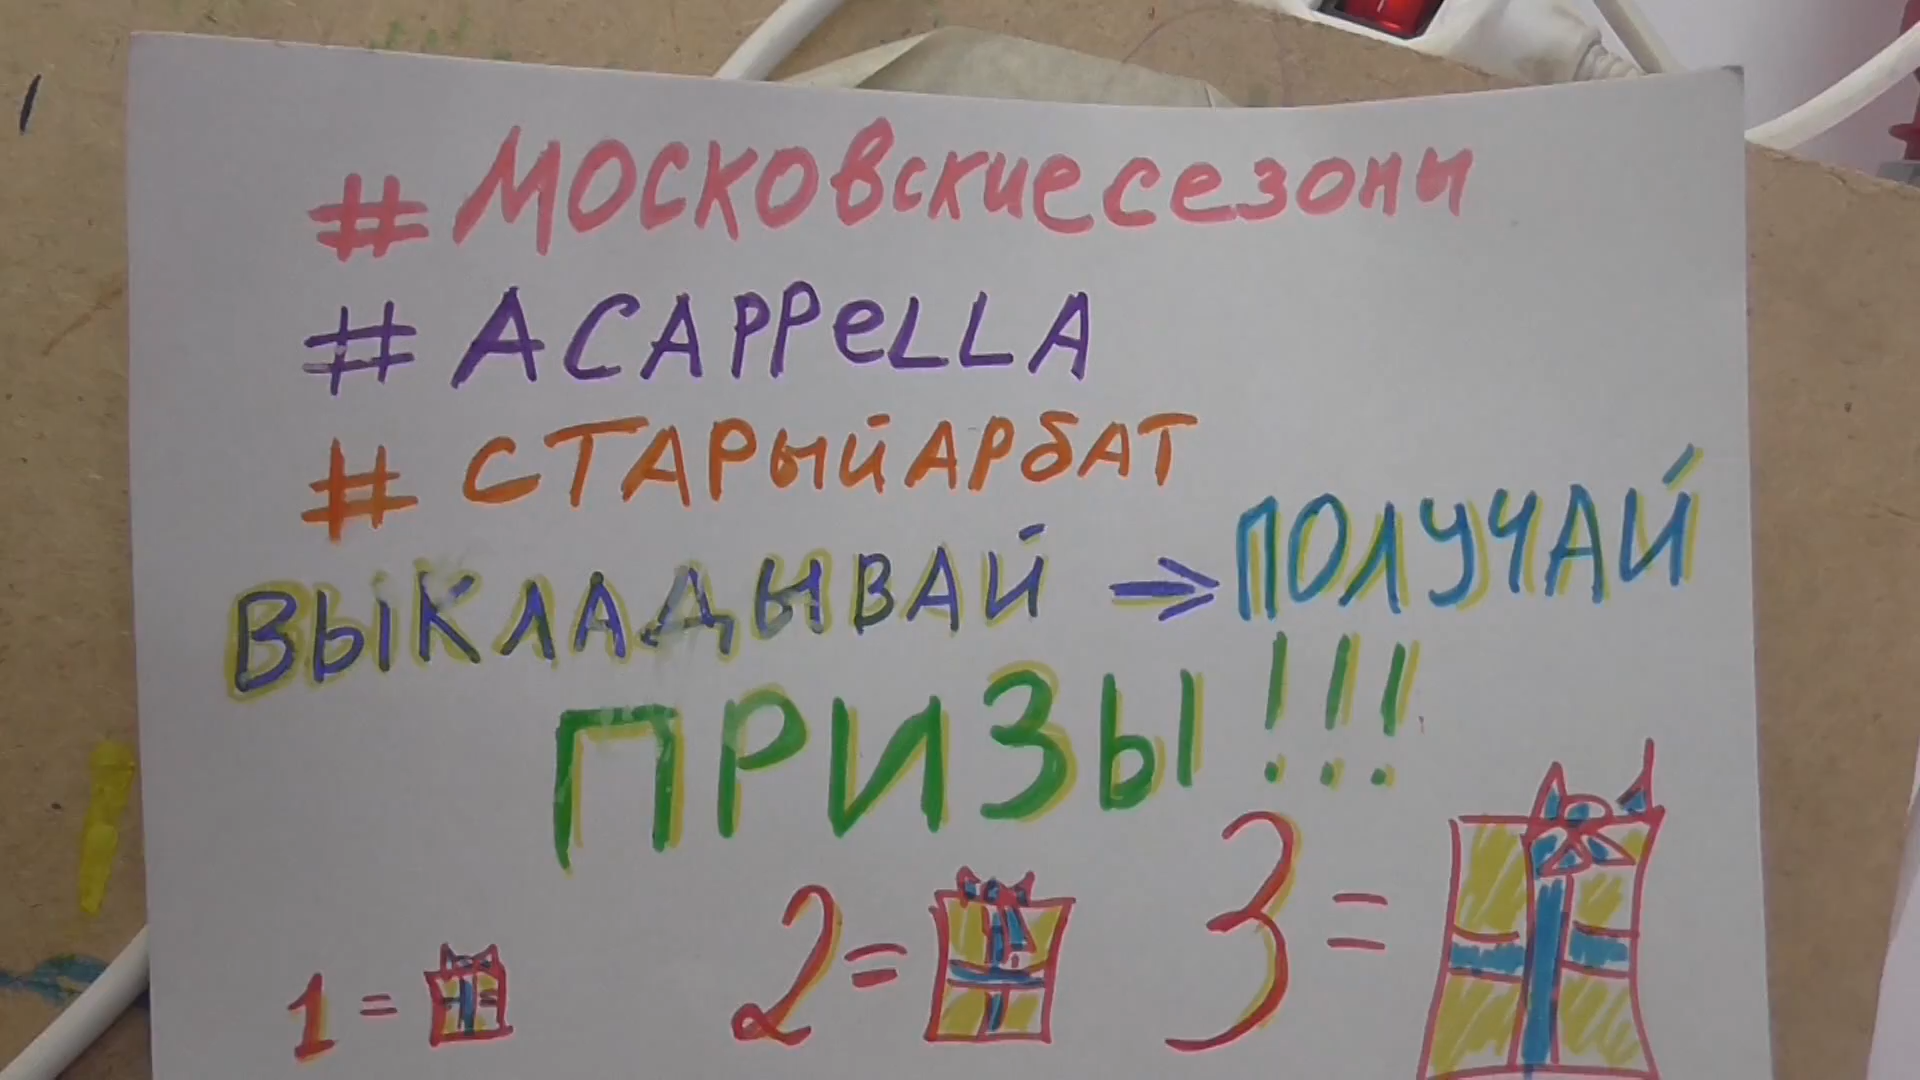 #МОСКОВскиесезоны
#ACAPPeLLA
#СТАРЫЙАРБАТ
ВЫКЛАДЫВАЙ → ПОЛУЧАЙ
ПРИЗЫ!!!
1 = 2 = 3 =